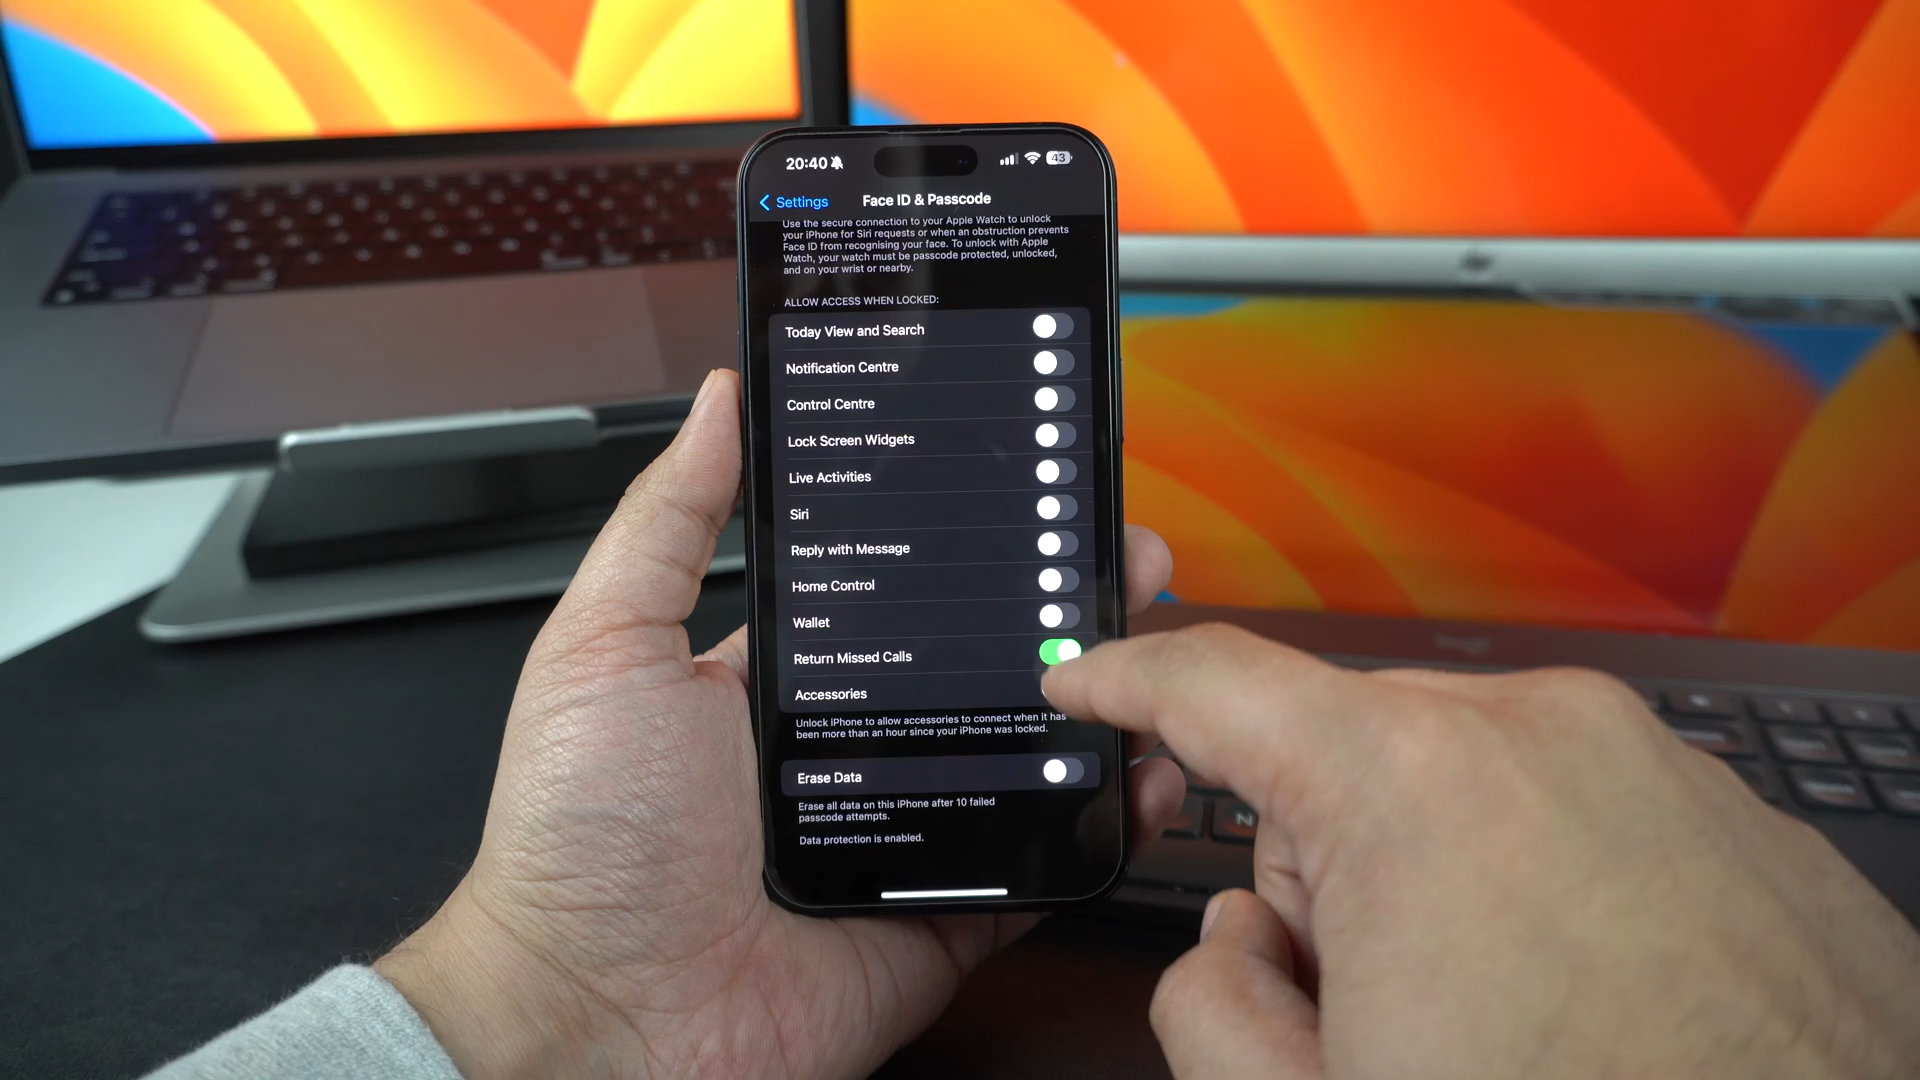 20:40
43
Settings
Face ID & Passcode
Use the secure connection to your Apple Watch to unlock
your iPhone for Siri requests or when an obstruction prevents
Face ID from recognising your face. To unlock with Apple
Watch, your watch must be passcode protected, unlocked,
and on your wrist or nearby.
ALLOW ACCESS WHEN LOCKED:
Today View and Search
Notification Centre
Control Centre
Lock Screen Widgets
Live Activities
Siri
Reply with Message
Home Control
Wallet
Return Missed Calls
Accessories
Unlock iPhone to allow accessories to connect when it has
been more than an hour since your iPhone was locked.
Erase Data
Erase all data on this iPhone after 10 failed
passcode attempts.
Data protection is enabled.
N